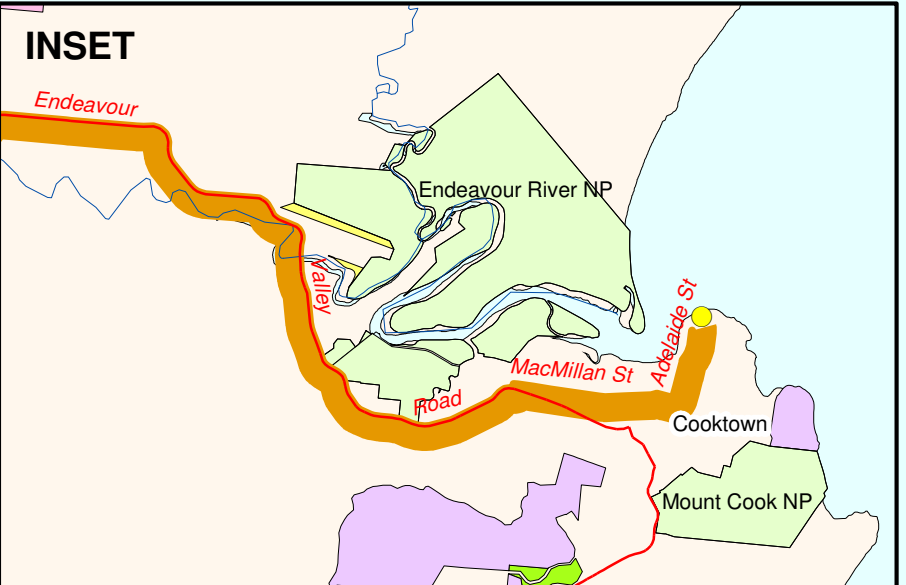 INSET
Endeavour
Endeavour River NP
Valley
Adelaide St
MacMillan St
Road
Cooktown
Mount Cook NP